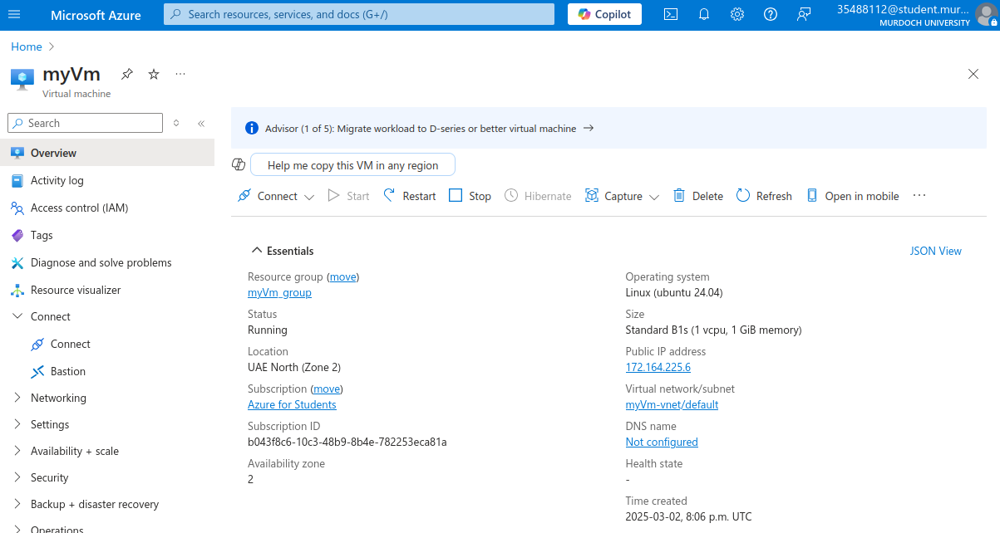 Microsoft Azure
Search resources, services, and docs (G+/)
Copilot
35488112@student.mur...
MURDOCH UNIVERSITY
Home
myVm
Virtual machine
Search
Overview
Activity log
Access control (IAM)
Tags
Diagnose and solve problems
Resource visualizer
Connect
Connect
Bastion
Networking
Settings
Availability + scale
Security
Backup + disaster recovery
Operations
Advisor (1 of 5): Migrate workload to D-series or better virtual machine
Help me copy this VM in any region
Connect Start Restart Stop Hibernate Capture Delete Refresh Open in mobile
Essentials
JSON View
Resource group (move)
myVm_group
Status
Running
Location
UAE North (Zone 2)
Subscription (move)
Azure for Students
Subscription ID
b043f8c6-10c3-48b9-8b4e-782253eca81a
Availability zone
2
Operating system
Linux (ubuntu 24.04)
Size
Standard B1s (1 vcpu, 1 GiB memory)
Public IP address
172.164.225.6
Virtual network/subnet
myVm-vnet/default
DNS name
Not configured
Health state
-
Time created
2025-03-02, 8:06 p.m. UTC